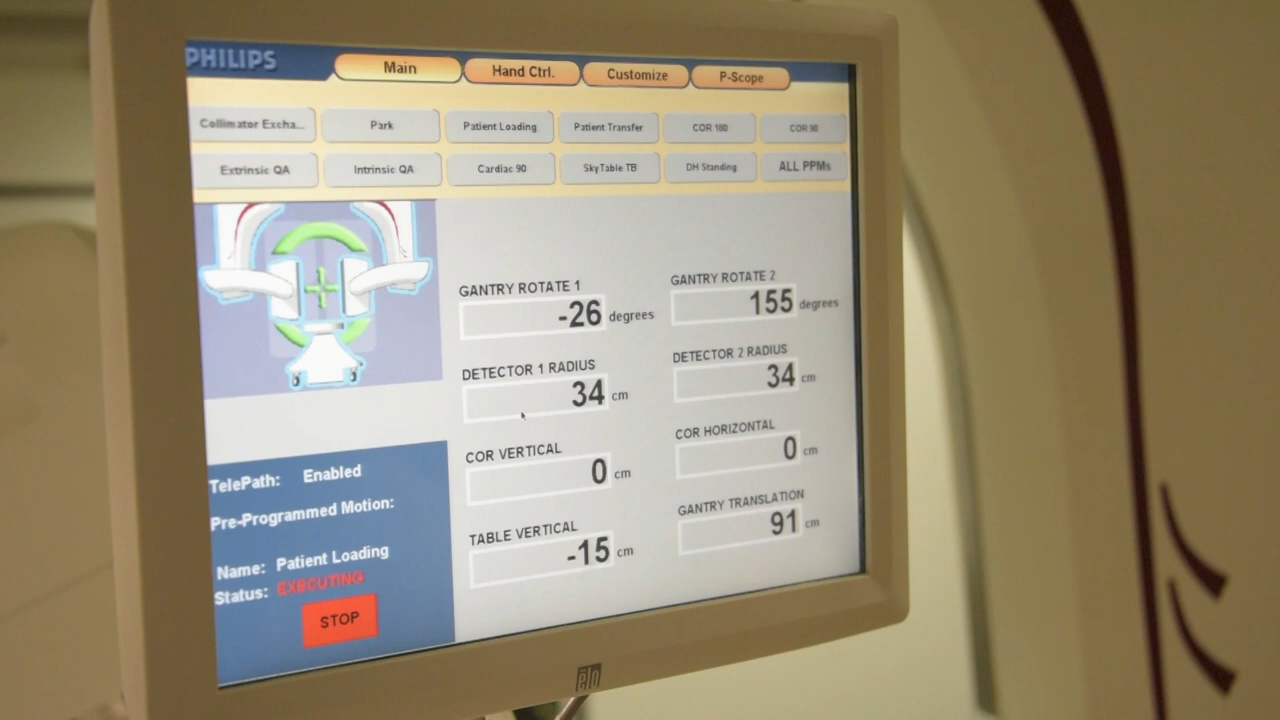 PHILIPS
Main
Hand Ctrl.
Customize
P-Scope
Collimator Excha...
Park
Patient Loading
Patient Transfer
COR 180
COR 90
Extrinsic QA
Intrinsic QA
Cardiac 90
SkyTable TB
DH Standing
ALL PPMs
GANTRY ROTATE 1
-26 degrees
GANTRY ROTATE 2
155 degrees
DETECTOR 1 RADIUS
34 cm
DETECTOR 2 RADIUS
34 cm
COR VERTICAL
0 cm
COR HORIZONTAL
0 cm
TABLE VERTICAL
-15 cm
GANTRY TRANSLATION
91 cm
TelePath: Enabled
Pre-Programmed Motion:
Name: Patient Loading
Status: EXECUTING
STOP
elo